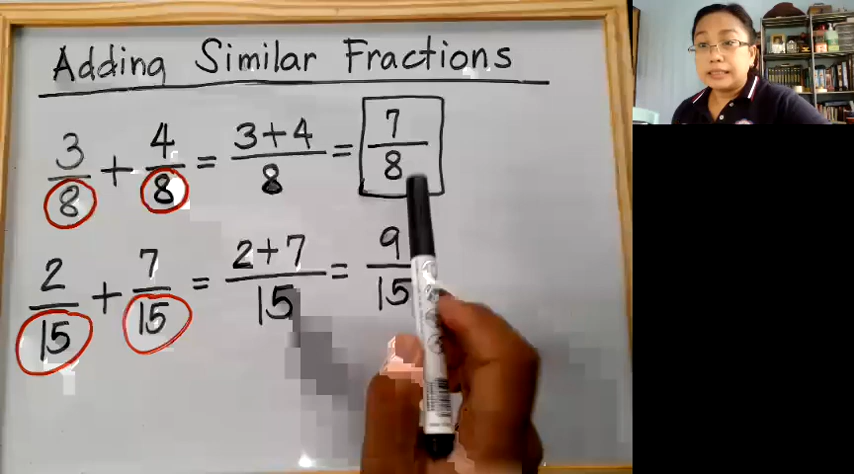 Adding Similar Fractions
3/8 + 4/8 = (3+4)/8 = 7/8
2/15 + 7/15 = (2+7)/15 = 9/15